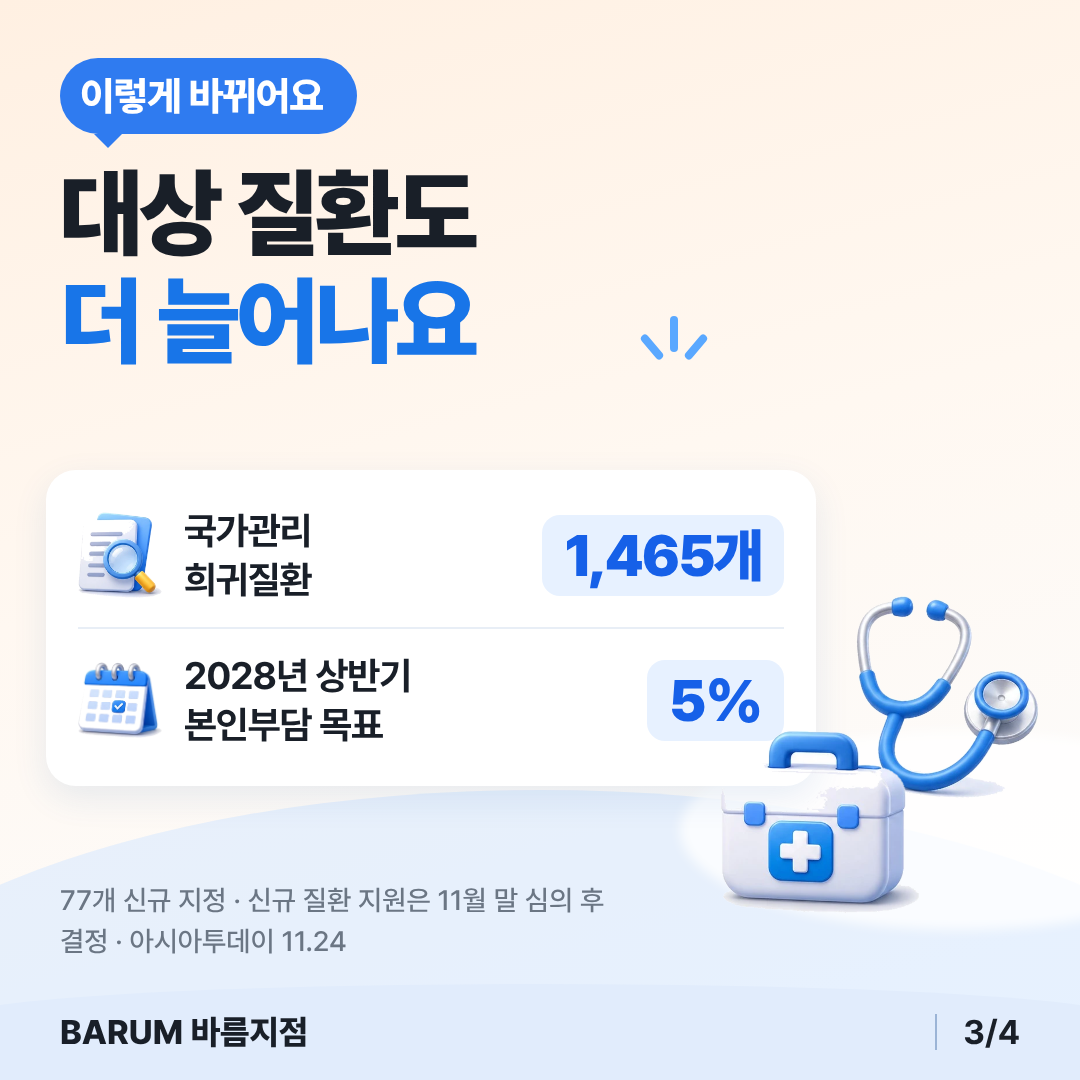 이렇게 바뀌어요
대상 질환도
더 늘어나요
국가관리
희귀질환
1,465개
2028년 상반기
본인부담 목표
5%
77개 신규 지정 · 신규 질환 지원은 11월 말 심의 후
결정 · 아시아투데이 11.24
BARUM 바름지점
3/4